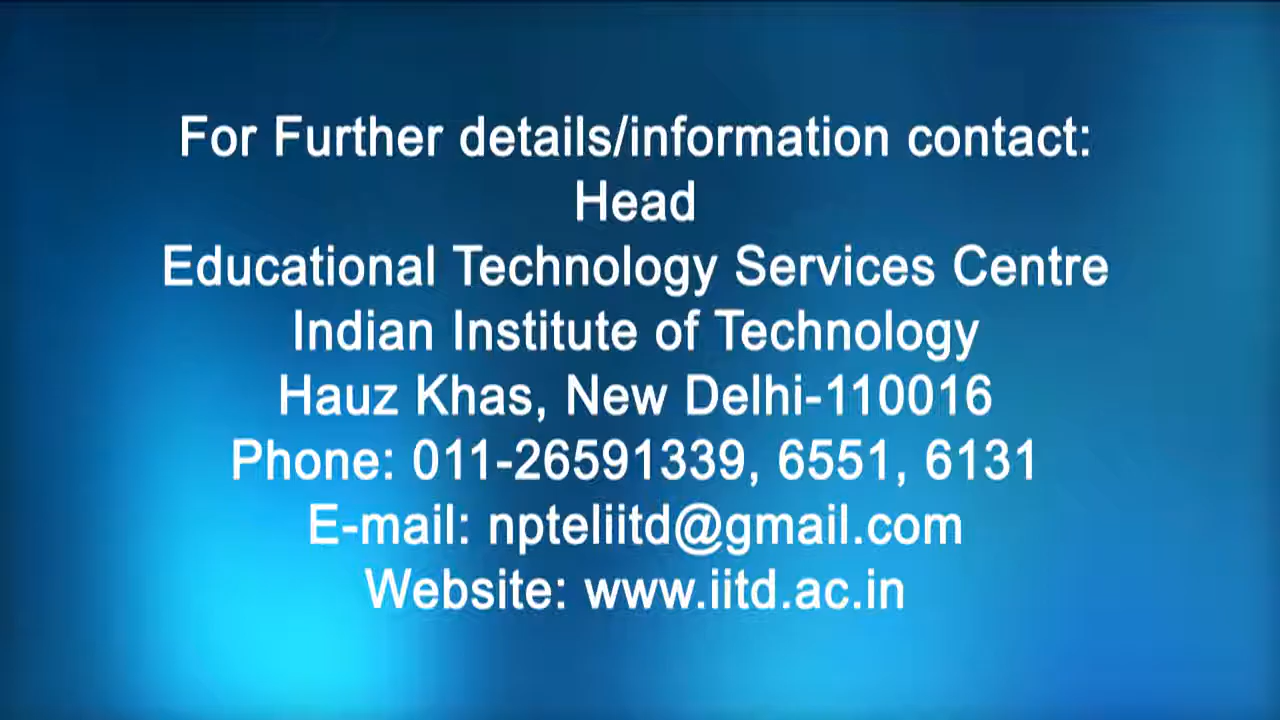 For Further details/information contact:
Head
Educational Technology Services Centre
Indian Institute of Technology
Hauz Khas, New Delhi-110016
Phone: 011-26591339, 6551, 6131
E-mail: npteliitd@gmail.com
Website: www.iitd.ac.in